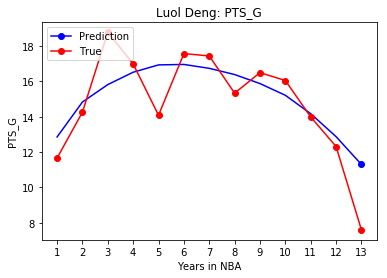 Luol Deng: PTS_G
Prediction
True
18
16
14
12
10
8
PTS_G
1 2 3 4 5 6 7 8 9 10 11 12 13
Years in NBA